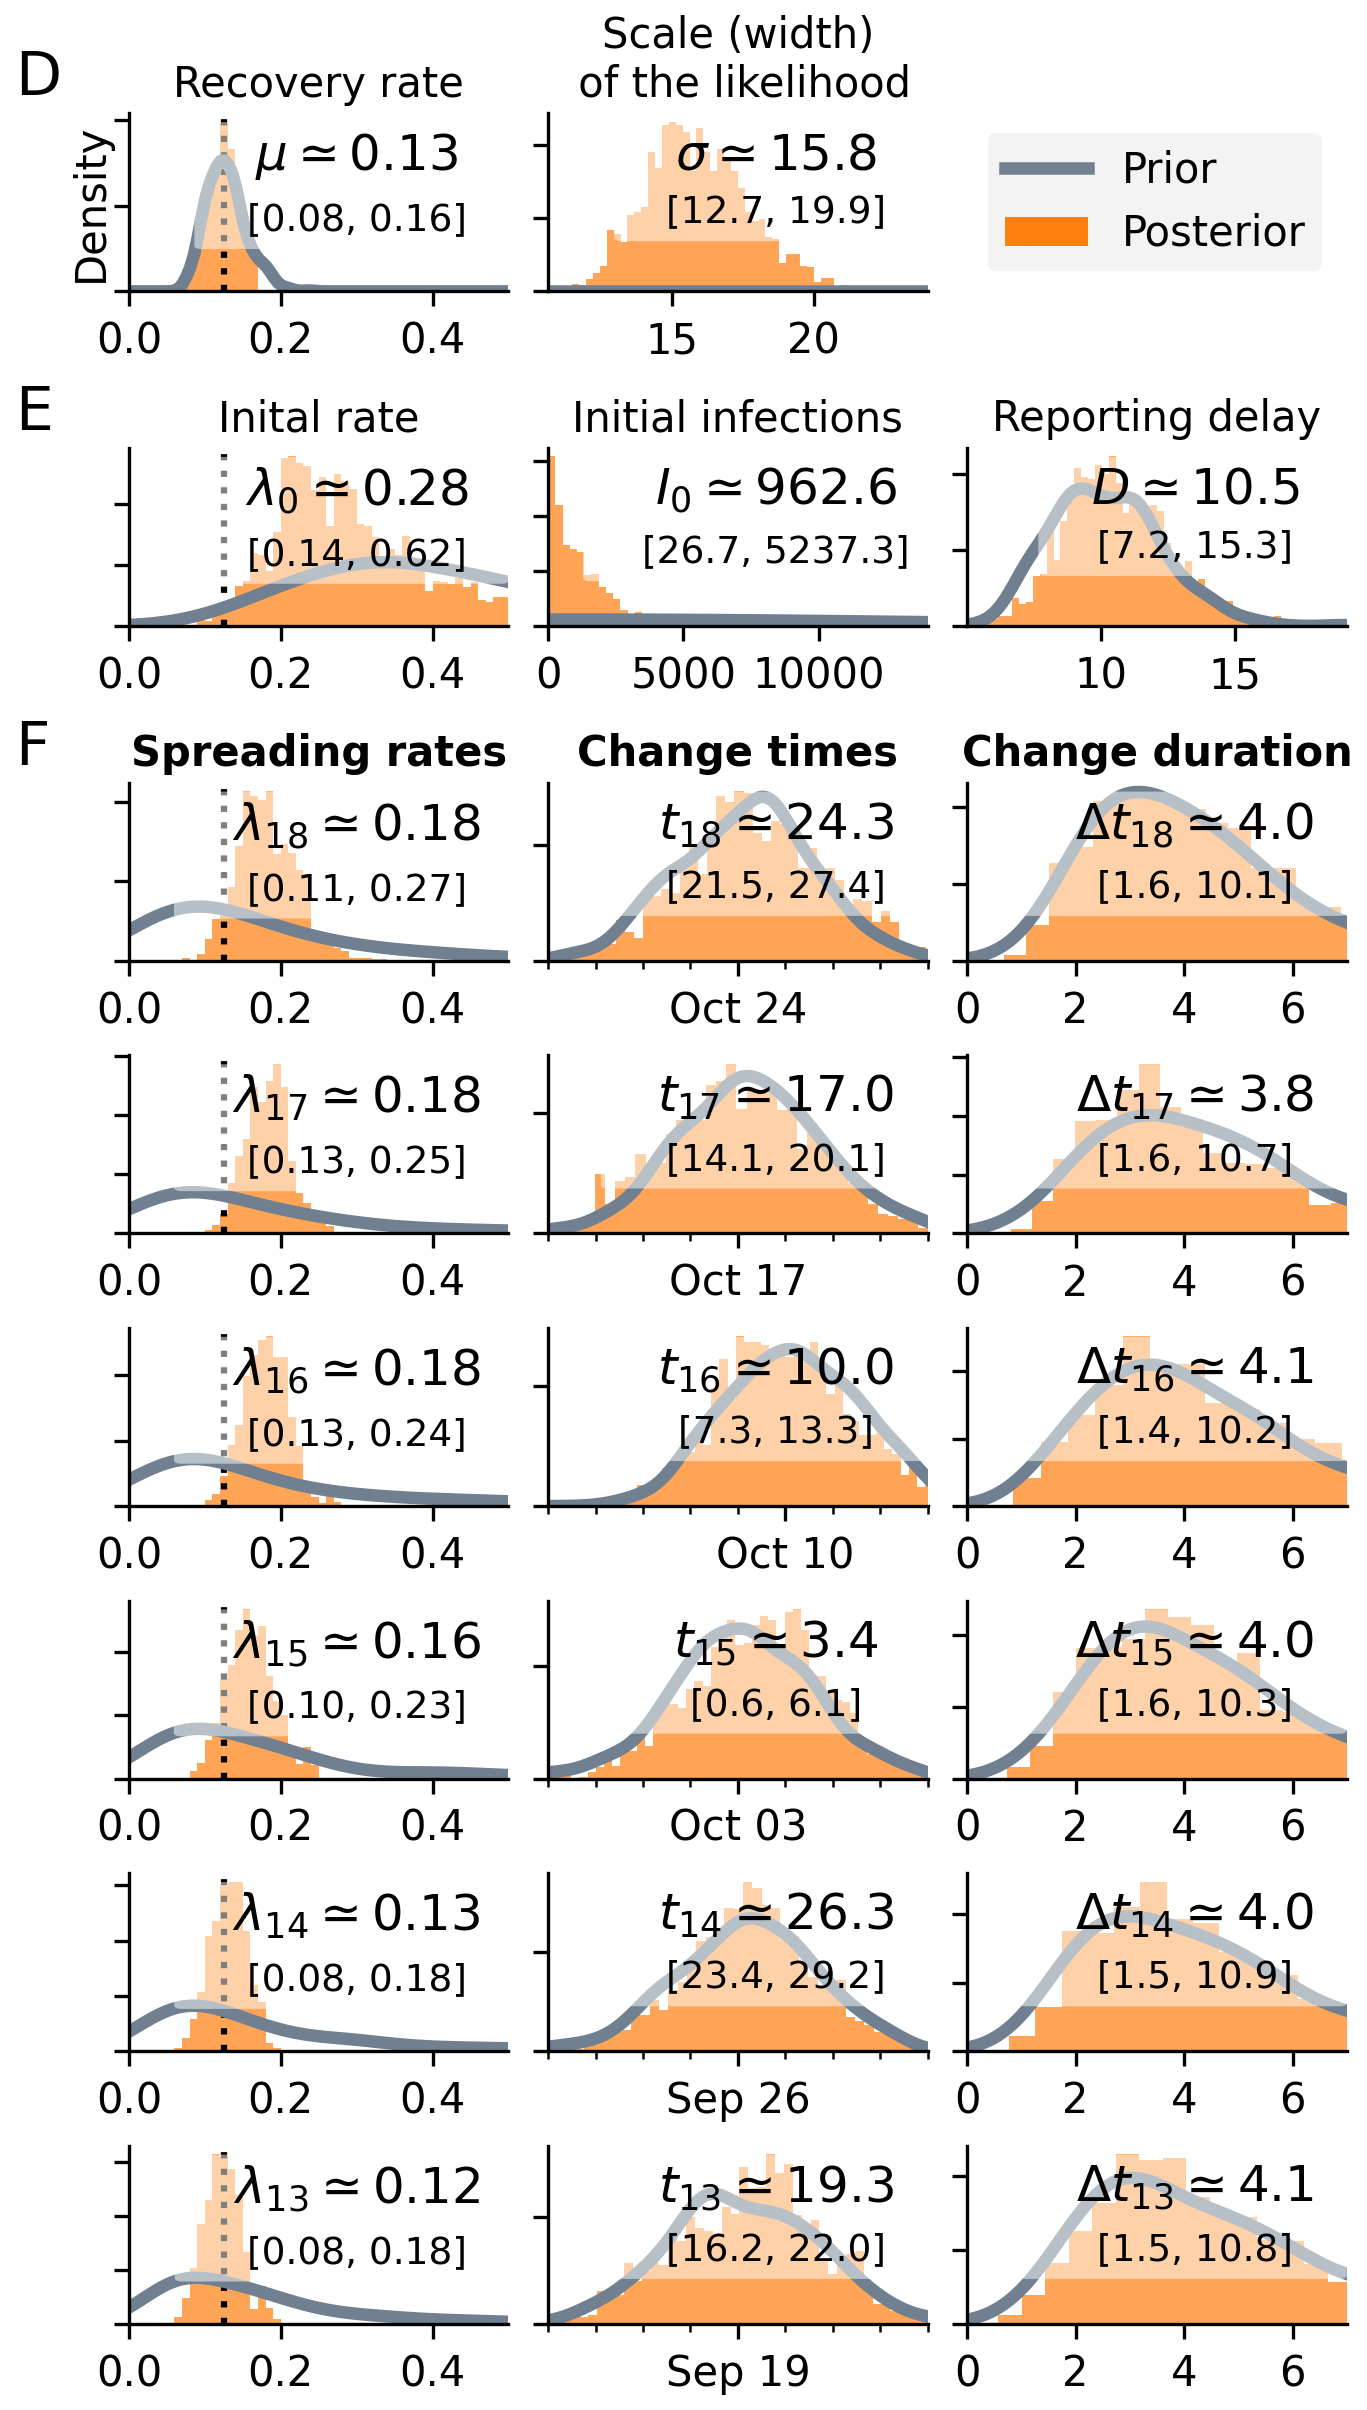 D
Recovery rate
Scale (width)
of the likelihood
Density
μ ≃ 0.13
[0.08, 0.16]
σ ≃ 15.8
[12.7, 19.9]
Prior
Posterior
0.0 0.2 0.4
15 20
E
Inital rate
Initial infections
Reporting delay
λ0 ≃ 0.28
[0.14, 0.62]
I0 ≃ 962.6
[26.7, 5237.3]
D ≃ 10.5
[7.2, 15.3]
0.0 0.2 0.4
0 5000 10000
10 15
F
Spreading rates
Change times
Change duration
λ18 ≃ 0.18
[0.11, 0.27]
t18 ≃ 24.3
[21.5, 27.4]
Δt18 ≃ 4.0
[1.6, 10.1]
0.0 0.2 0.4
Oct 24
0 2 4 6
λ17 ≃ 0.18
[0.13, 0.25]
t17 ≃ 17.0
[14.1, 20.1]
Δt17 ≃ 3.8
[1.6, 10.7]
0.0 0.2 0.4
Oct 17
0 2 4 6
λ16 ≃ 0.18
[0.13, 0.24]
t16 ≃ 10.0
[7.3, 13.3]
Δt16 ≃ 4.1
[1.4, 10.2]
0.0 0.2 0.4
Oct 10
0 2 4 6
λ15 ≃ 0.16
[0.10, 0.23]
t15 ≃ 3.4
[0.6, 6.1]
Δt15 ≃ 4.0
[1.6, 10.3]
0.0 0.2 0.4
Oct 03
0 2 4 6
λ14 ≃ 0.13
[0.08, 0.18]
t14 ≃ 26.3
[23.4, 29.2]
Δt14 ≃ 4.0
[1.5, 10.9]
0.0 0.2 0.4
Sep 26
0 2 4 6
λ13 ≃ 0.12
[0.08, 0.18]
t13 ≃ 19.3
[16.2, 22.0]
Δt13 ≃ 4.1
[1.5, 10.8]
0.0 0.2 0.4
Sep 19
0 2 4 6